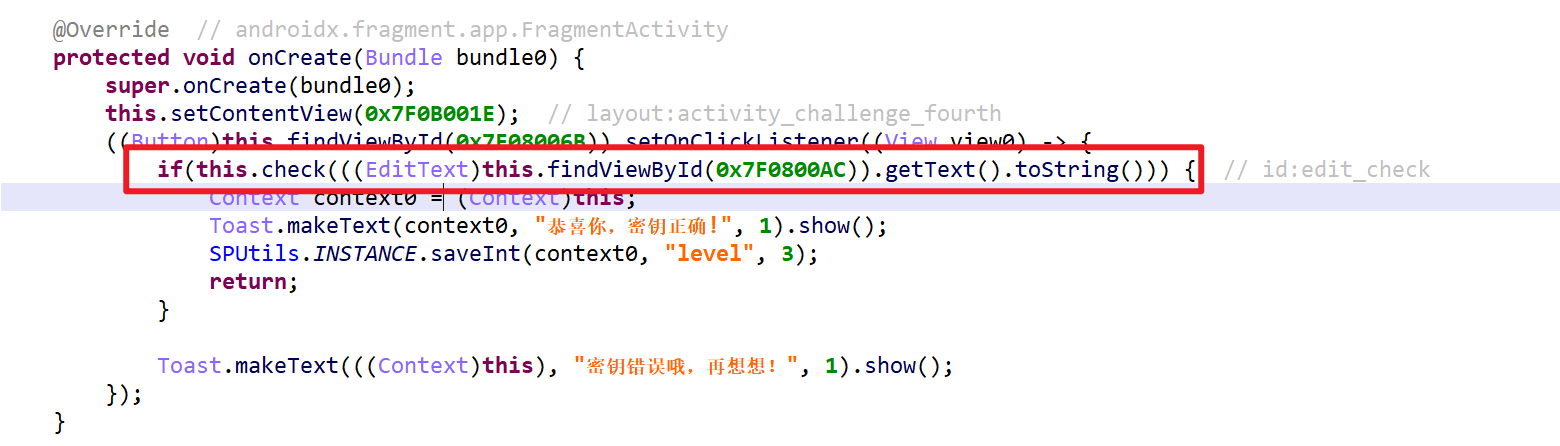 @Override  // androidx.fragment.app.FragmentActivity
protected void onCreate(Bundle bundle0) {
    super.onCreate(bundle0);
    this.setContentView(0x7F0B001E);  // layout:activity_challenge_fourth
    ((Button)this.findViewById(0x7F08006B)).setOnClickListener((View view0) -> {
        if(this.check(((EditText)this.findViewById(0x7F0800AC)).getText().toString())) {  // id:edit_check
            Context context0 = (Context)this;
            Toast.makeText(context0, "恭喜你，密钥正确!", 1).show();
            SPUtils.INSTANCE.saveInt(context0, "level", 3);
            return;
        }
        Toast.makeText(((Context)this), "密钥错误哦，再想想！", 1).show();
    });
}